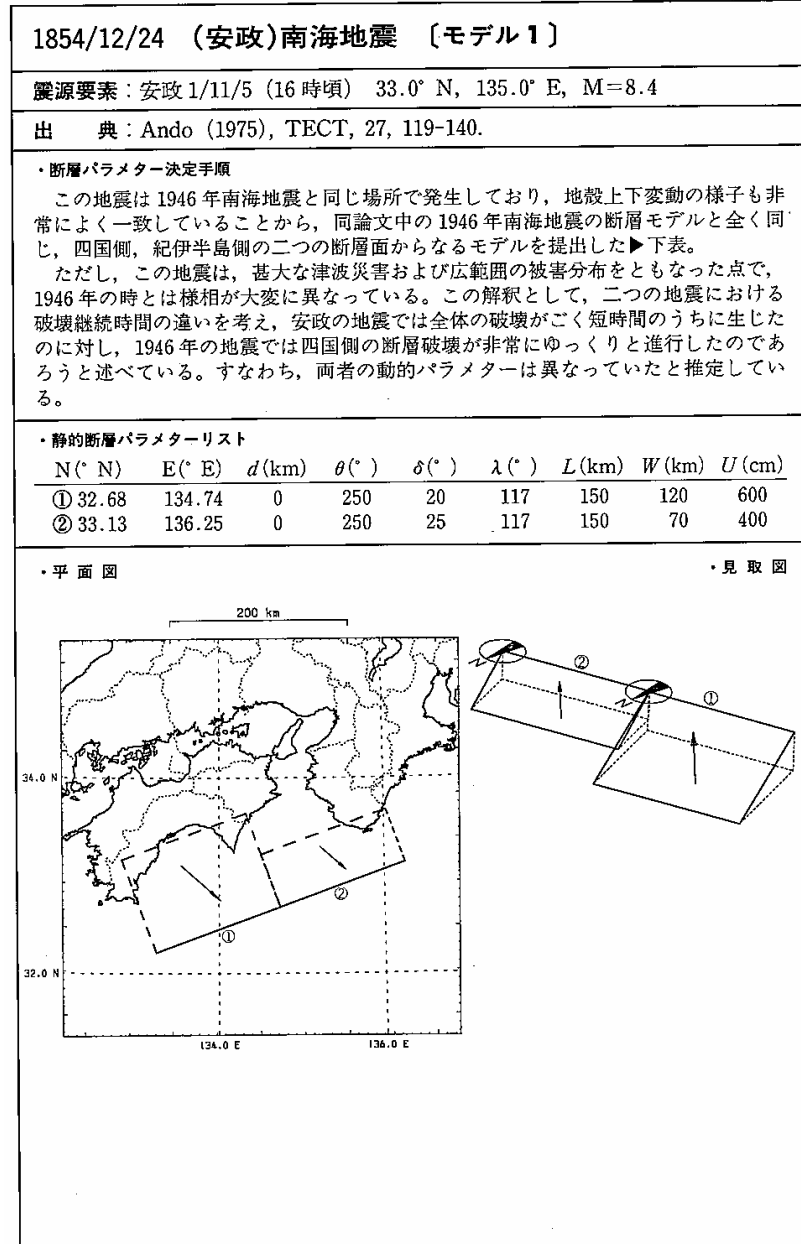 1854/12/24 (安政)南海地震 〔モデル1〕
震源要素：安政 1/11/5 (16 時頃) 33.0° N, 135.0° E, M=8.4
出 典：Ando (1975), TECT, 27, 119-140.
・断層パラメター決定手順
この地震は 1946 年南海地震と同じ場所で発生しており，地殻上下変動の様子も非
常によく一致していることから，同論文中の 1946 年南海地震の断層モデルと全く同
じ，四国側，紀伊半島側の二つの断層面からなるモデルを提出した▶下表。
ただし，この地震は，甚大な津波災害および広範囲の被害分布をともなった点で，
1946 年の時とは様相が大変に異なっている。この解釈として，二つの地震における
破壊継続時間の違いを考え，安政の地震では全体の破壊がごく短時間のうちに生じた
のに対し，1946 年の地震では四国側の断層破壊が非常にゆっくりと進行したのであ
ろうと述べている。すなわち，両者の動的パラメターは異なっていたと推定してい
る。
・静的断層パラメターリスト
N(° N) E(° E) d(km) θ(°) δ(°) λ(°) L(km) W(km) U(cm)
① 32.68 134.74 0 250 20 117 150 120 600
② 33.13 136.25 0 250 25 117 150 70 400
・平 面 図 ・見 取 図
200 km
②
N
N
①
34.0 N
②
①
32.0 N
134.0 E 136.0 E